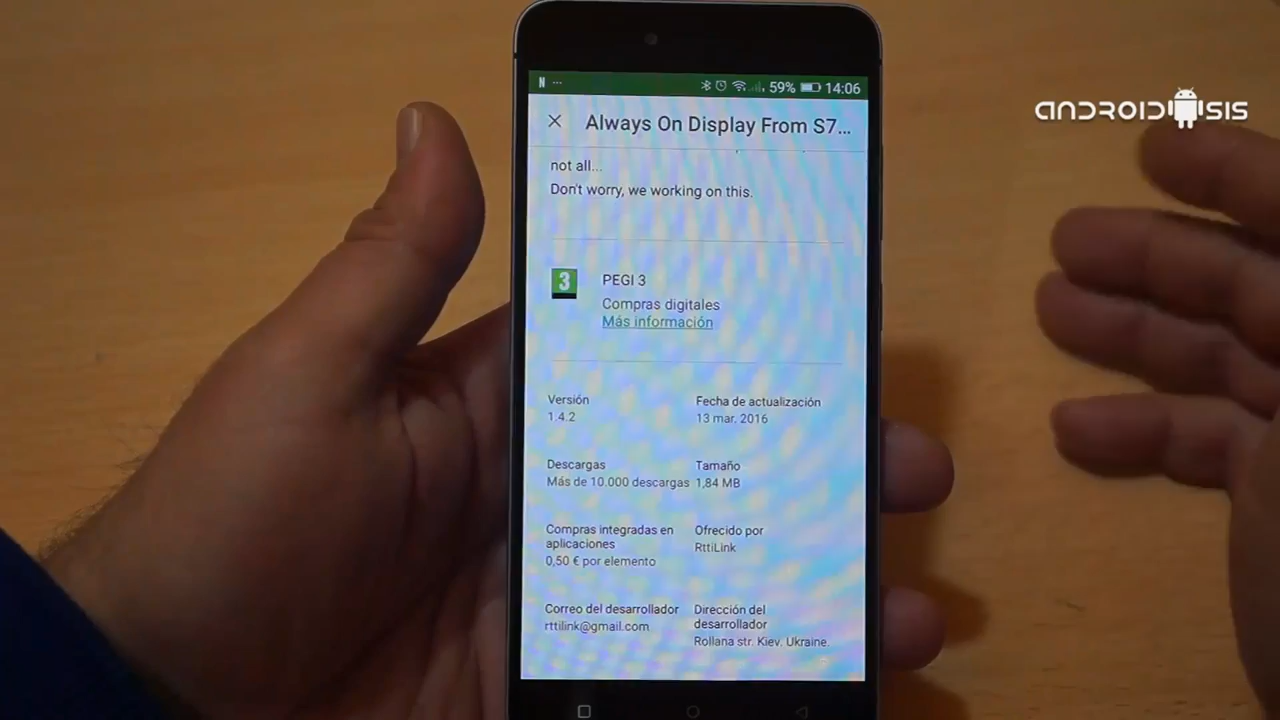 N ... 59% 14:06
ANDROIDSIS
Always On Display From S7...
not all...
Don't worry, we working on this.
3 PEGI 3
Compras digitales
Más información
Versión
1.4.2
Fecha de actualización
13 mar. 2016
Descargas
Más de 10.000 descargas
Tamaño
1,84 MB
Compras integradas en
aplicaciones
0,50 € por elemento
Ofrecido por
RttiLink
Correo del desarrollador
rttilink@gmail.com
Dirección del
desarrollador
Rollana str. Kiev. Ukraine.